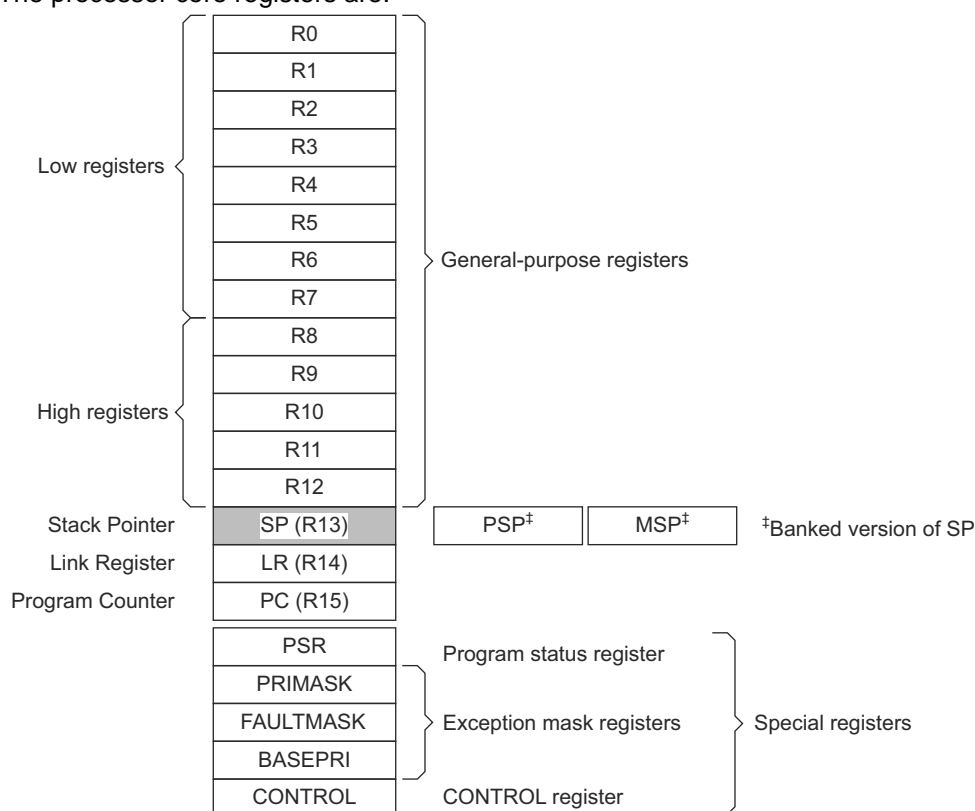 The processor core registers are:
R0
R1
R2
Low registers
R3
R4
R5
R6
General-purpose registers
R7
R8
R9
High registers
R10
R11
R12
Stack Pointer
SP (R13)
PSP‡
MSP‡
‡Banked version of SP
Link Register
LR (R14)
Program Counter
PC (R15)
PSR
Program status register
PRIMASK
FAULTMASK
Exception mask registers
Special registers
BASEPRI
CONTROL
CONTROL register